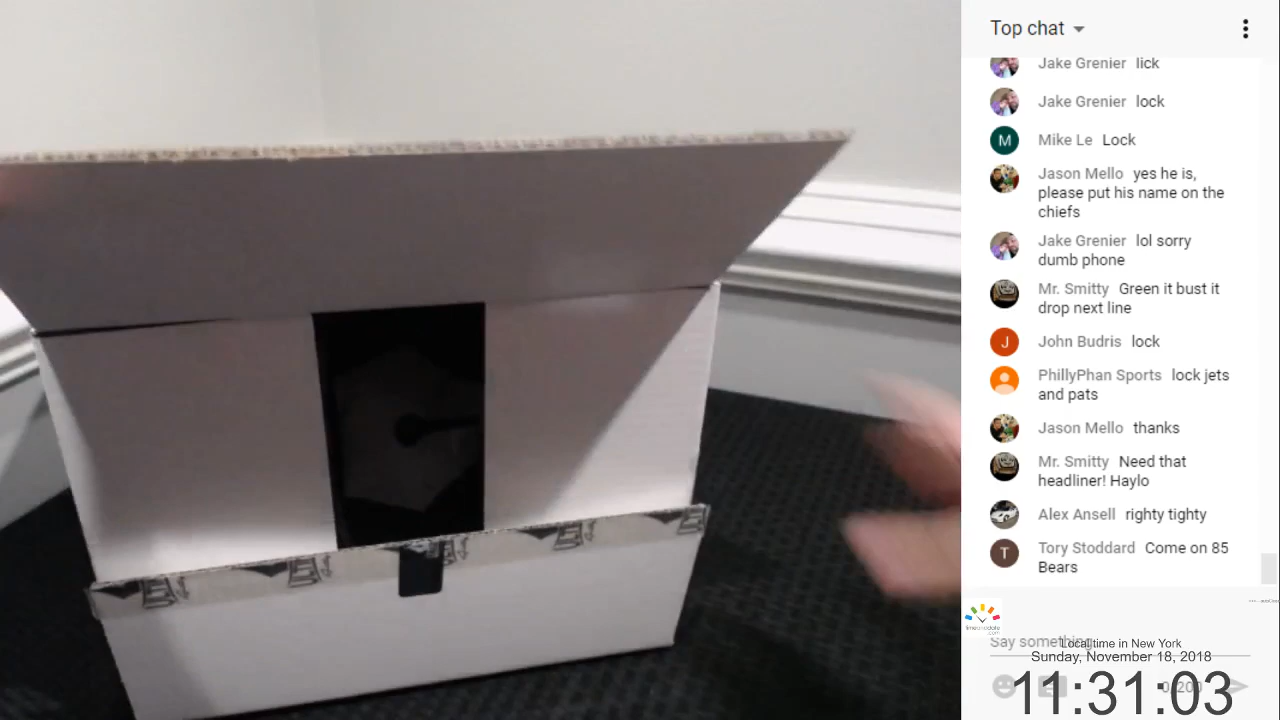 Top chat
Jake Grenier lick
Jake Grenier lock
Mike Le Lock
Jason Mello yes he is,
please put his name on the
chiefs
Jake Grenier lol sorry
dumb phone
Mr. Smitty Green it bust it
drop next line
John Budris lock
PhillyPhan Sports lock jets
and pats
Jason Mello thanks
Mr. Smitty Need that
headliner! Haylo
Alex Ansell righty tighty
Tory Stoddard Come on 85
Bears
M
J
T
Say something...
Local time in New York
Sunday, November 18, 2018
0/200
11:31:03